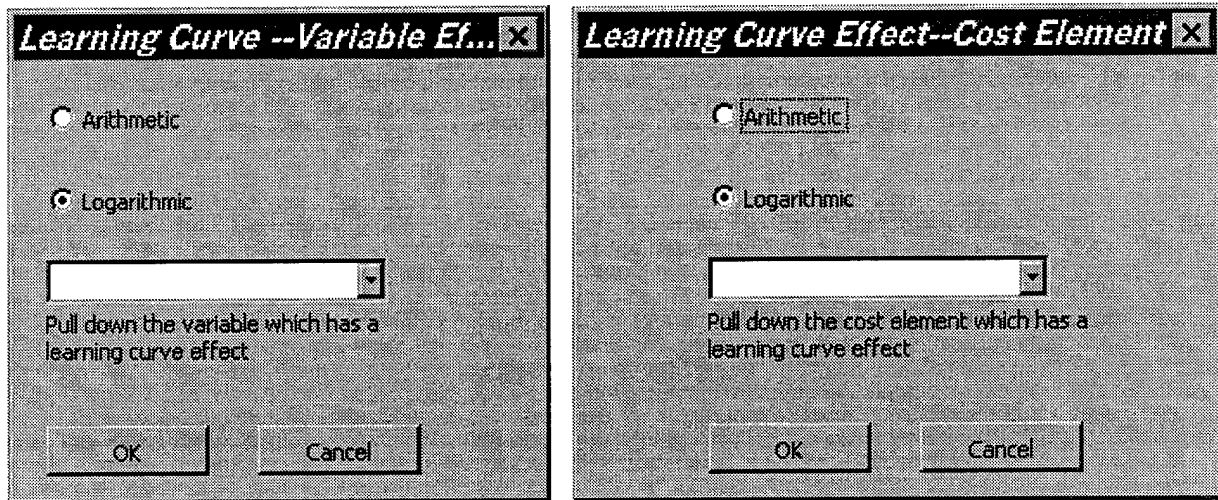 Learning Curve --Variable Ef...
Arithmetic
Logarithmic
Pull down the variable which has a
learning curve effect
OK
Cancel
Learning Curve Effect--Cost Element
Arithmetic
Logarithmic
Pull down the cost element which has a
learning curve effect
OK
Cancel